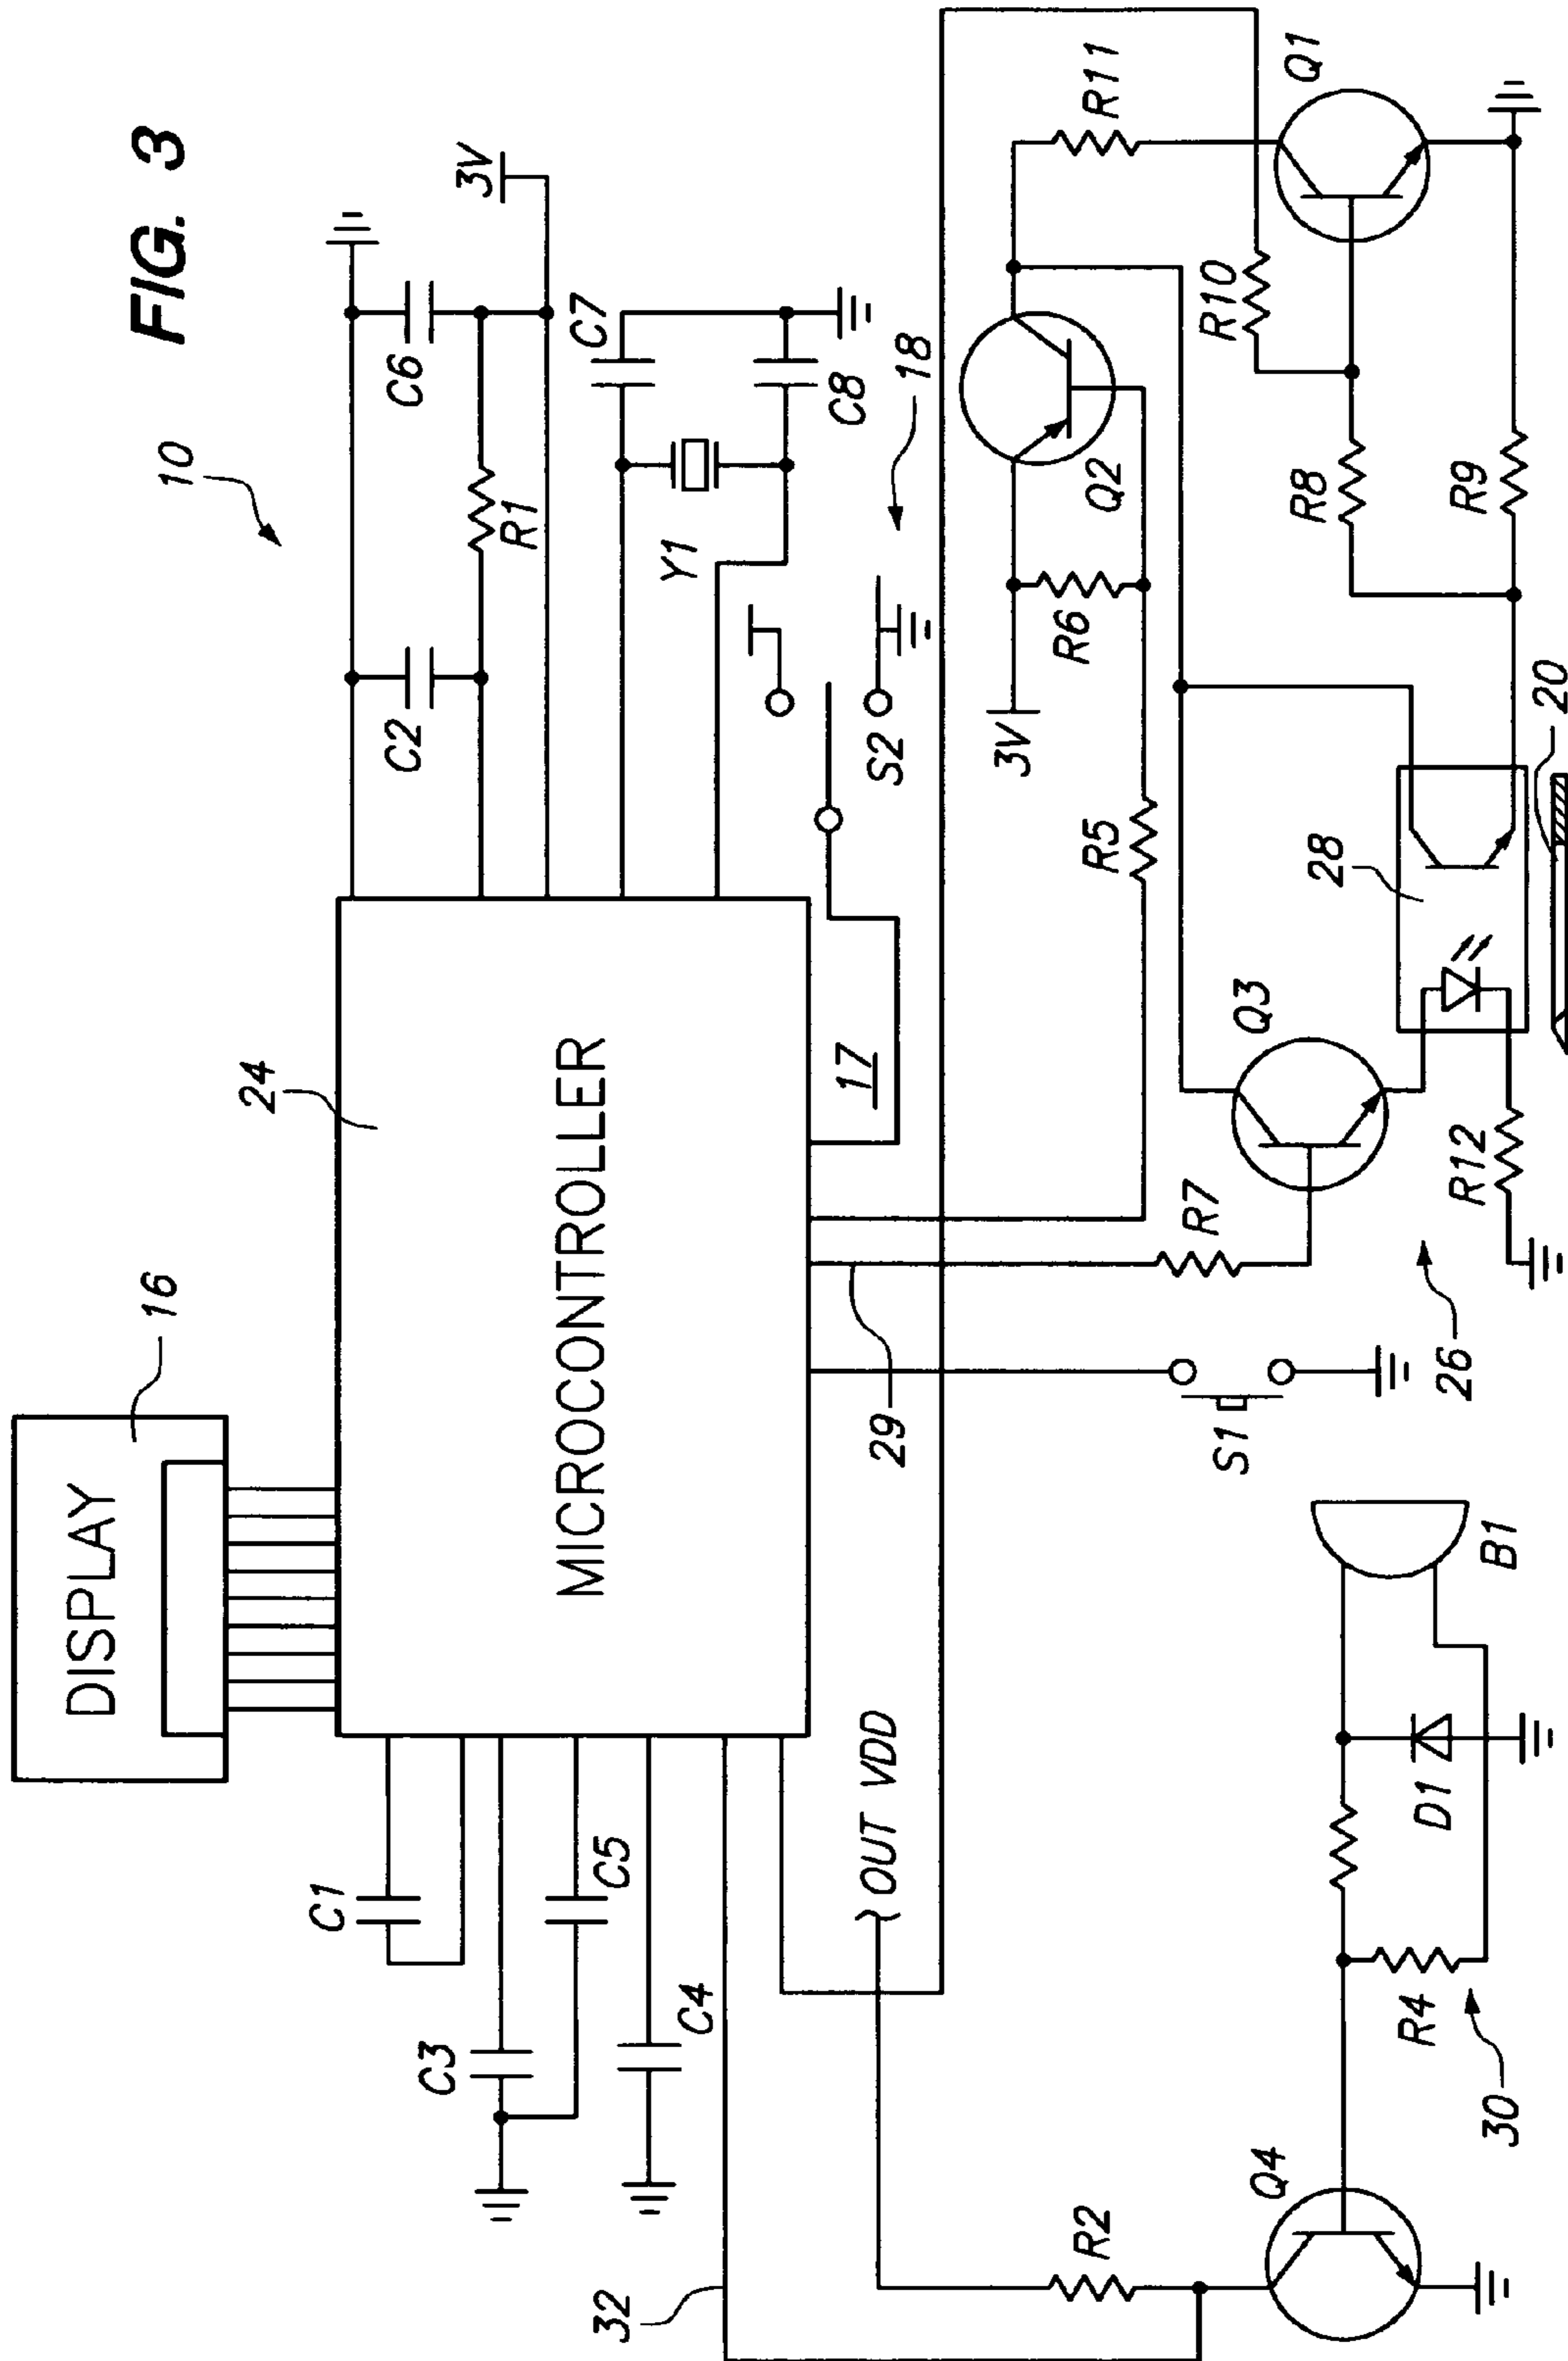 FIG. 3
10
DISPLAY
16
24
MICROCONTROLLER
C1
C3
C5
C4
C2
R1
C6
3V
C7
Y1
C8
17
S2
18
32
OUT VDD
29
R5
3V
R6
Q2
R11
R10
Q1
R2
Q4
R4
30
D1
B1
S1
R7
26
Q3
R12
28
20
R8
R9